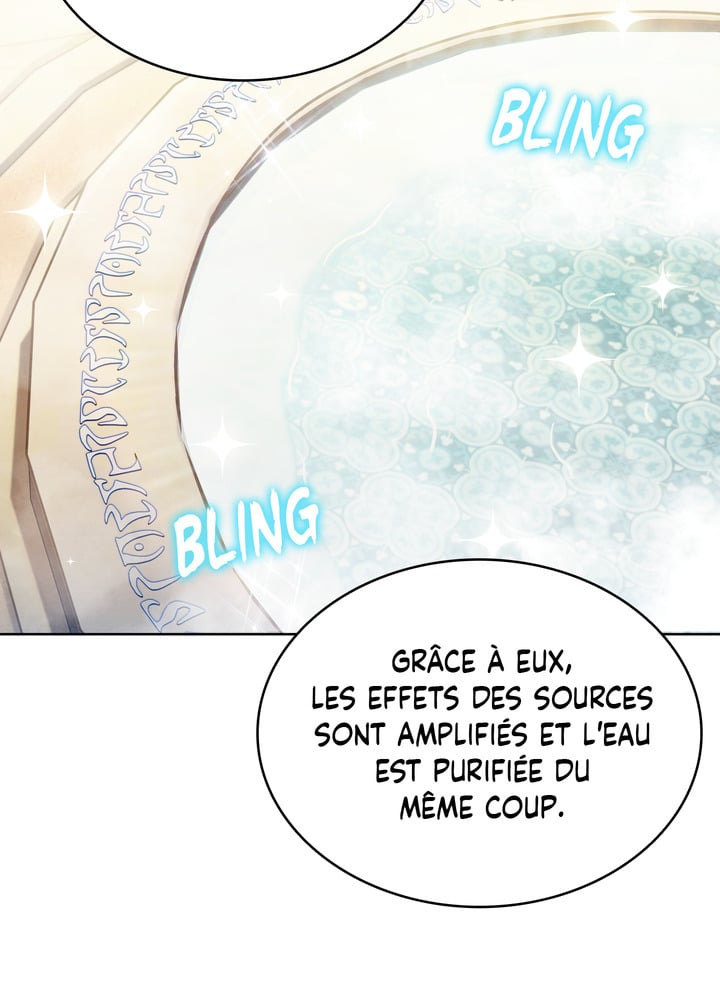 BLING
BLING
GRÂCE À EUX,
LES EFFETS DES SOURCES
SONT AMPLIFIÉS ET L'EAU
EST PURIFIÉE DU
MÊME COUP.